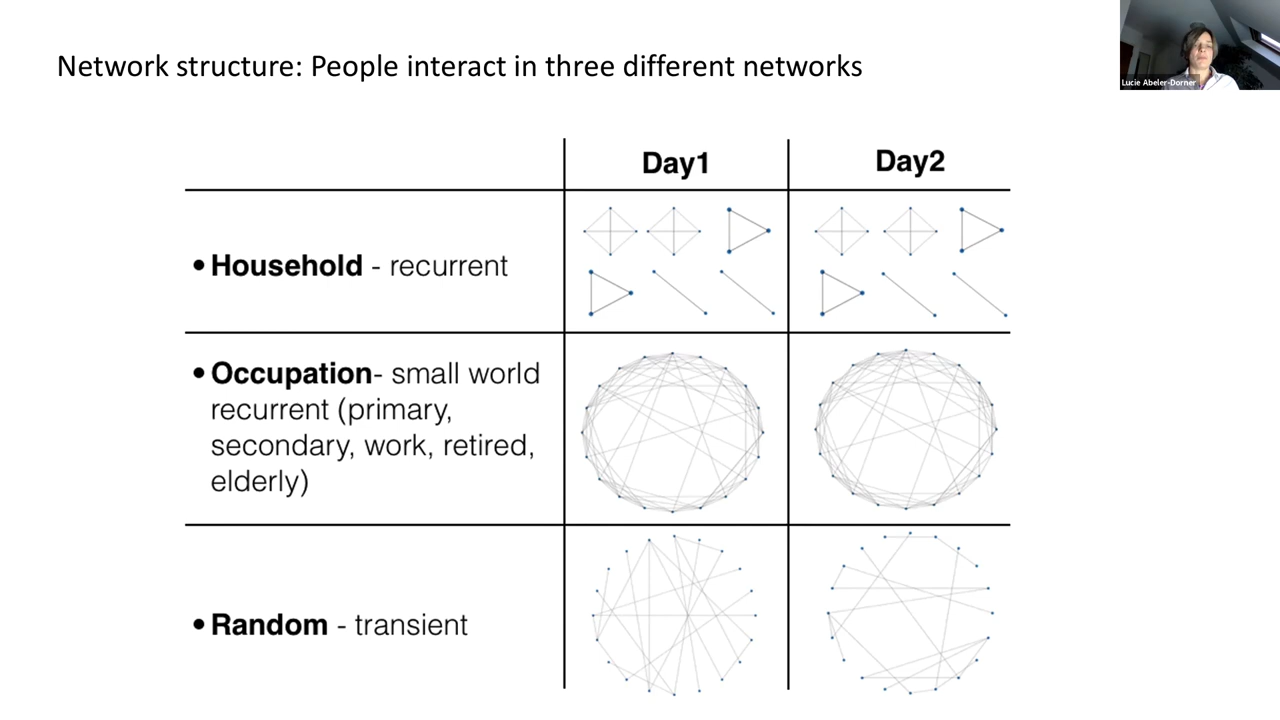 Network structure: People interact in three different networks
Lucie Abeler-Dorner
Day1
Day2
• Household - recurrent
• Occupation- small world
recurrent (primary,
secondary, work, retired,
elderly)
• Random - transient